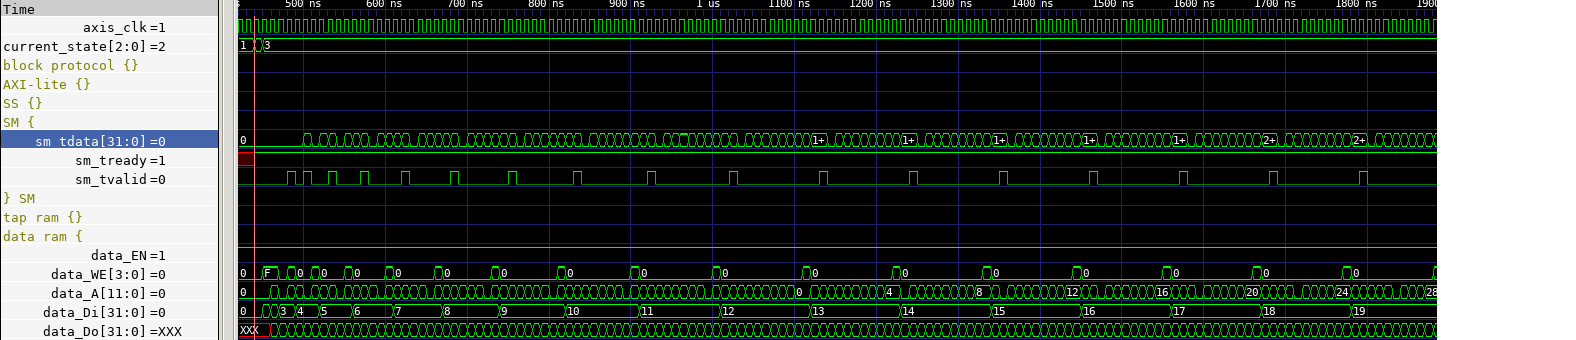 Time 500 ns 600 ns 700 ns 800 ns 900 ns 1 us 1100 ns 1200 ns 1300 ns 1400 ns 1500 ns 1600 ns 1700 ns 1800 ns 1900
axis_clk=1
current_state[2:0]=2 1 3
block protocol {}
AXI-lite {}
SS {}
SM {
sm_tdata[31:0]=0 0 1+ 1+ 1+ 1+ 1+ 2+ 2+
sm_tready=1
sm_tvalid=0
} SM
tap ram {}
data ram {
data_EN=1
data_WE[3:0]=0 0 F 0 0 0 0 0 0 0 0 0 0 0 0 0 0 0 0
data_A[11:0]=0 0 0 4 8 12 16 20 24 28
data_Di[31:0]=0 0 3 4 5 6 7 8 9 10 11 12 13 14 15 16 17 18 19
data_Do[31:0]=XXX XXX